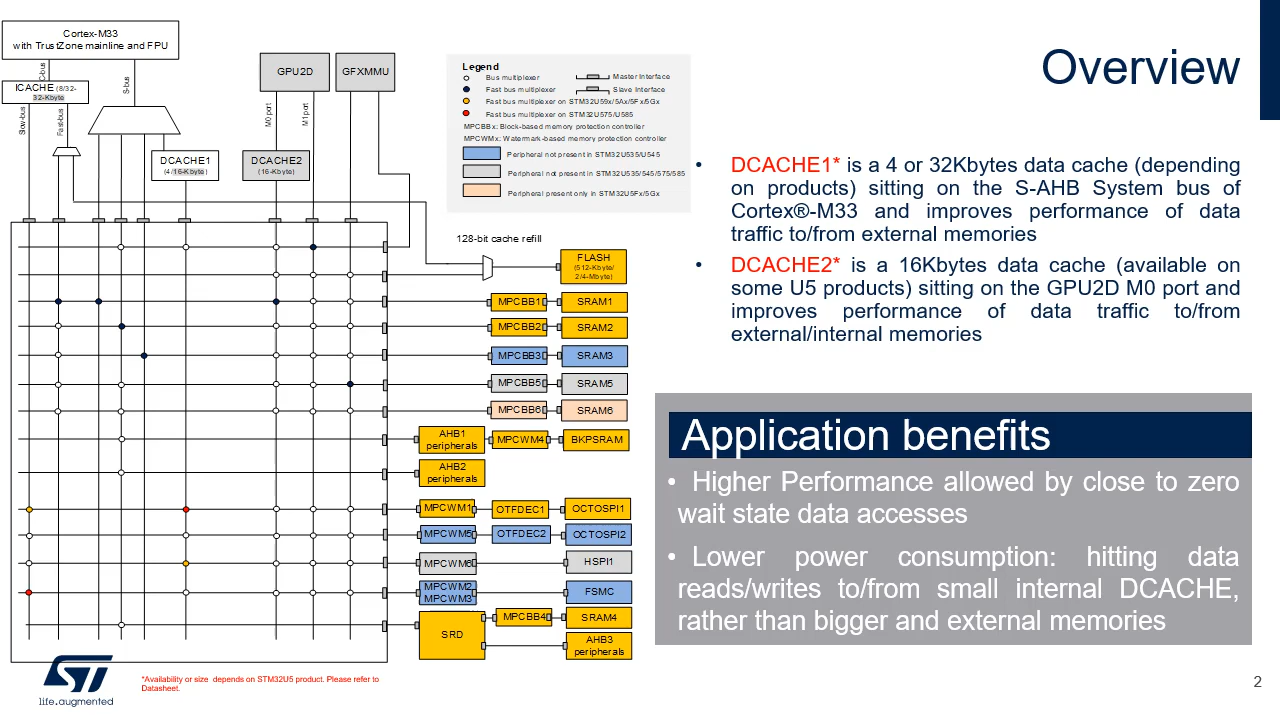 Overview
Cortex-M33
with TrustZone mainline and FPU
C-bus
S-bus
ICACHE (8/32-
32-Kbyte
Slow-bus
Fast-bus
GPU2D
GFXMMU
M0 port
M1 port
DCACHE1
(4/16-Kbyte)
DCACHE2
(16-Kbyte)
Legend
Bus multiplexer
Master Interface
Fast bus multiplexer
Slave Interface
Fast bus multiplexer on STM32U59x/5Ax/5Fx/5Gx
Fast bus multiplexer on STM32U575/U585
MPCBBx: Block-based memory protection controller
MPCWMx: Watermark-based memory protection controller
Peripheral not present in STM32U535/U545
Peripheral not present in STM32U535/545/575/585
Peripheral present only in STM32U5Fx/5Gx
128-bit cache refill
FLASH
(512-Kbyte/
2/4-Mbyte)
MPCBB1 SRAM1
MPCBB2 SRAM2
MPCBB3 SRAM3
MPCBB5 SRAM5
MPCBB6 SRAM6
AHB1
peripherals
MPCWM4 BKPSRAM
AHB2
peripherals
MPCWM1 OTFDEC1 OCTOSPI1
MPCWM5 OTFDEC2 OCTOSPI2
MPCWM6 HSPI1
MPCWM2
MPCWM3
FSMC
SRD
MPCBB4 SRAM4
AHB3
peripherals
• DCACHE1* is a 4 or 32Kbytes data cache (depending
on products) sitting on the S-AHB System bus of
Cortex®-M33 and improves performance of data
traffic to/from external memories
• DCACHE2* is a 16Kbytes data cache (available on
some U5 products) sitting on the GPU2D M0 port and
improves performance of data traffic to/from
external/internal memories
Application benefits
• Higher Performance allowed by close to zero
wait state data accesses
• Lower power consumption: hitting data
reads/writes to/from small internal DCACHE,
rather than bigger and external memories
ST
life.augmented
*Availability or size depends on STM32U5 product. Please refer to
Datasheet.
2